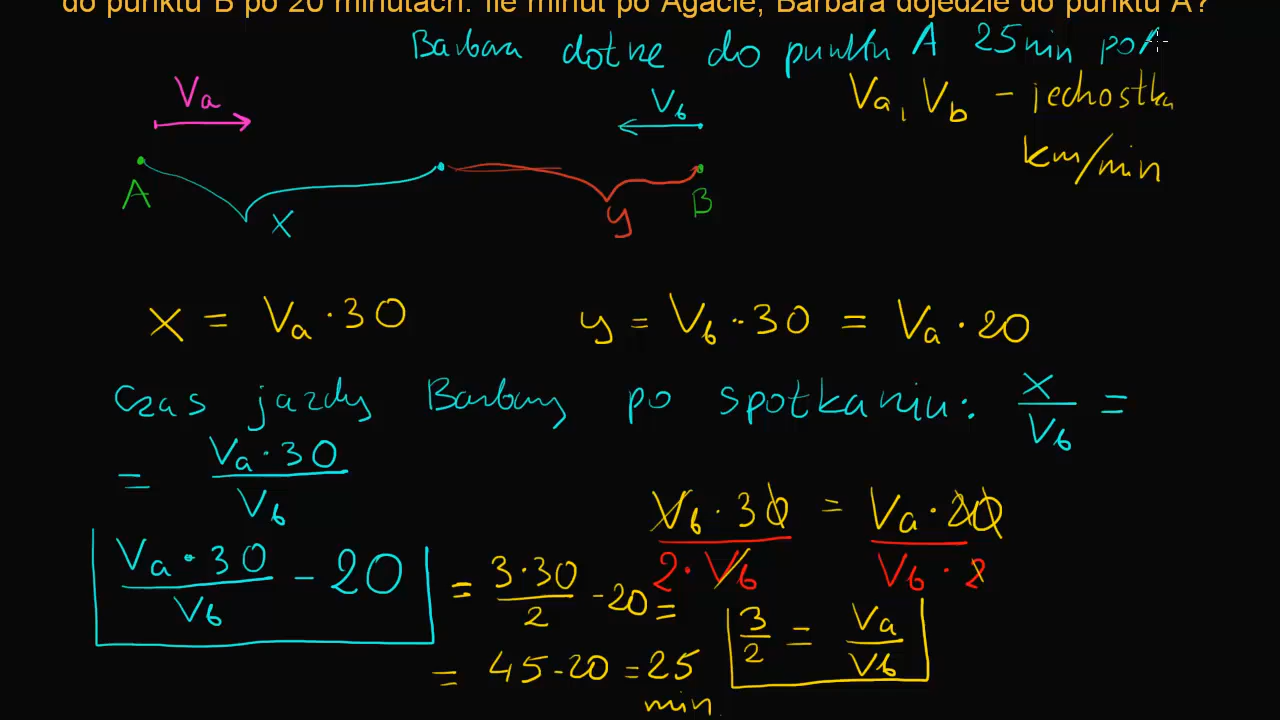 do punktu B po 20 minutach. Ile minut po Agacie, Barbara dojedzie do punktu A?
Barbara dotrze do punktu A 25min po A
Va
Vb
Va, Vb - jednostka
km/min
A
B
x
y
x = Va · 30
y = Vb · 30 = Va · 20
Czas jazdy Barbary po spotkaniu: x/Vb =
= Va · 30/Vb
Vb · 30/2 · Vb = Va · 20/Vb · 2
Va · 30/Vb - 20 = 3 · 30/2 - 20 =
3/2 = Va/Vb
= 45 - 20 = 25
min